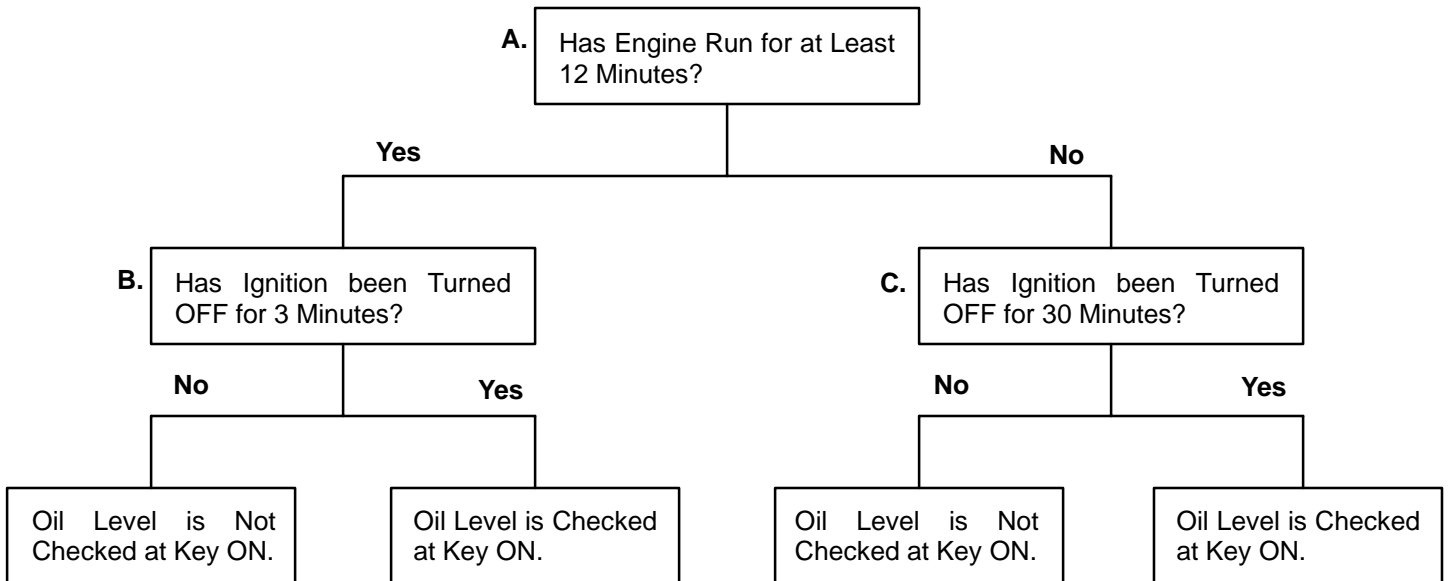 A.
Has Engine Run for at Least
12 Minutes?
Yes
No
B.
Has Ignition been Turned
OFF for 3 Minutes?
C.
Has Ignition been Turned
OFF for 30 Minutes?
No
Yes
No
Yes
Oil Level is Not
Checked at Key ON.
Oil Level is Checked
at Key ON.
Oil Level is Not
Checked at Key ON.
Oil Level is Checked
at Key ON.